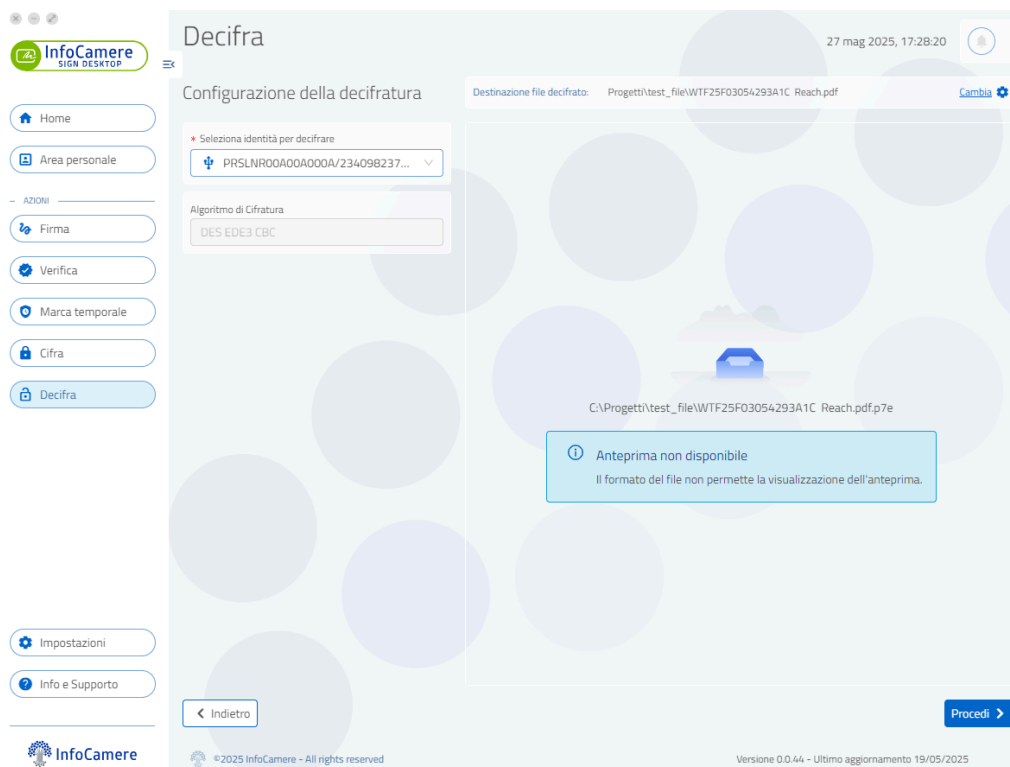 InfoCamere
SIGN DESKTOP
Home
Area personale
AZIONI
Firma
Verifica
Marca temporale
Cifra
Decifra
Impostazioni
Info e Supporto
InfoCamere
Decifra
27 mag 2025, 17:28:20
Configurazione della decifratura
Destinazione file decifrato: Progetti\test_file\WTF25F03054293A1C Reach.pdf Cambia
* Seleziona identità per decifrare
PRSLNR00A00A000A/234098237...
Algoritmo di Cifratura
DES EDE3 CBC
C:\Progetti\test_file\WTF25F03054293A1C Reach.pdf.p7e
Anteprima non disponibile
Il formato del file non permette la visualizzazione dell'anteprima.
Indietro
Procedi
©2025 InfoCamere - All rights reserved
Versione 0.0.44 - Ultimo aggiornamento 19/05/2025